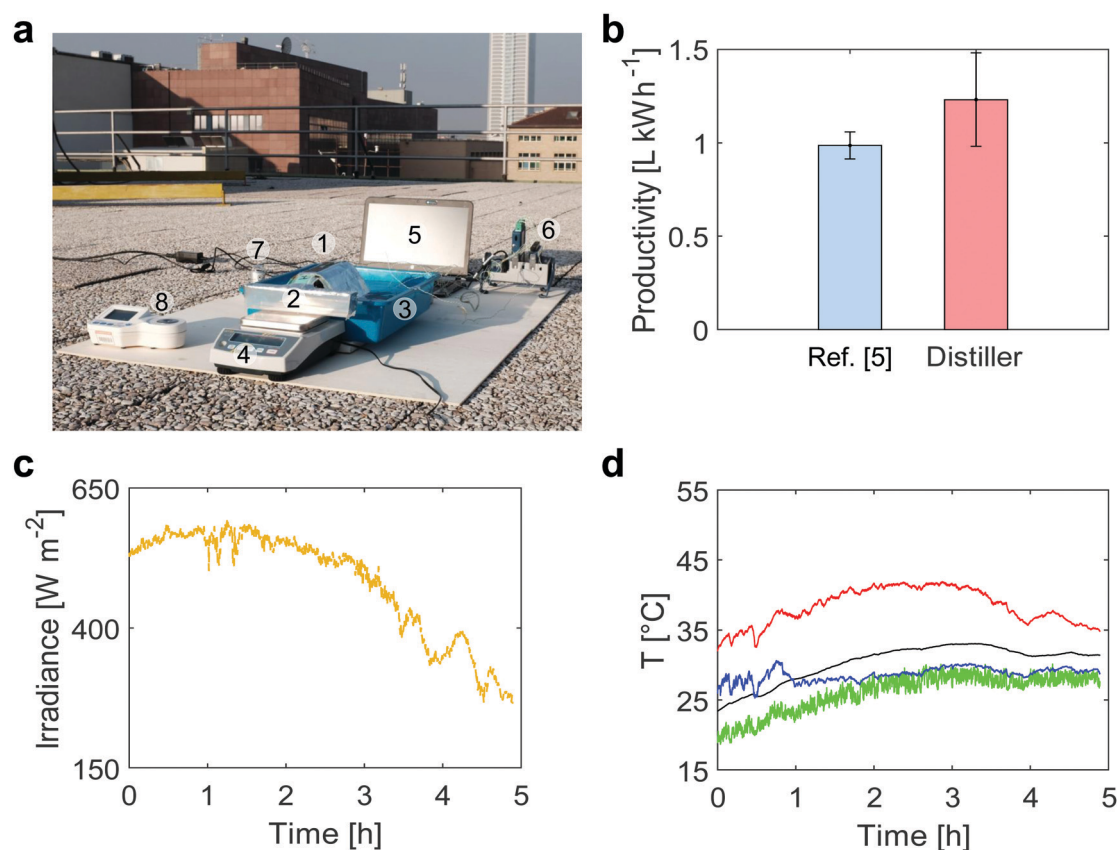 a
1
2
3
4
5
6
7
8
b
Productivity [L kWh⁻¹]
1.5
1
0.5
0
Ref. [5]
Distiller
c
Irradiance [W m⁻²]
650
400
150
0
1
2
3
4
5
Time [h]
d
T [°C]
55
45
35
25
15
0
1
2
3
4
5
Time [h]